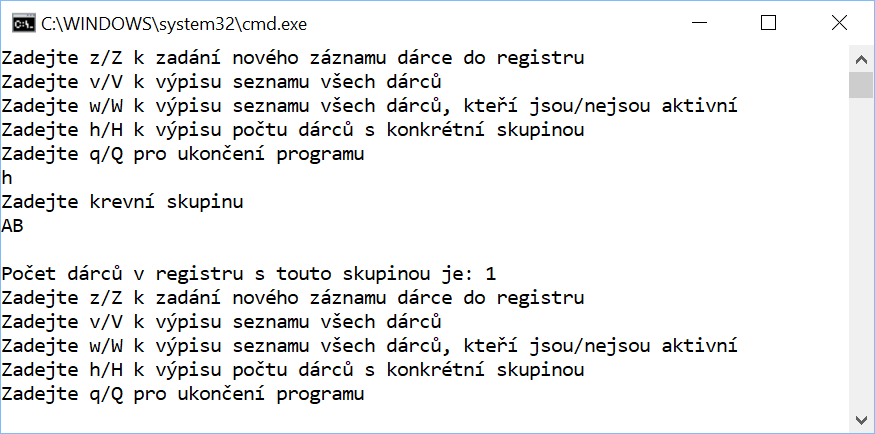 C:\WINDOWS\system32\cmd.exe
Zadejte z/Z k zadání nového záznamu dárce do registru
Zadejte v/V k výpisu seznamu všech dárců
Zadejte w/W k výpisu seznamu všech dárců, kteří jsou/nejsou aktivní
Zadejte h/H k výpisu počtu dárců s konkrétní skupinou
Zadejte q/Q pro ukončení programu
h
Zadejte krevní skupinu
AB
Počet dárců v registru s touto skupinou je: 1
Zadejte z/Z k zadání nového záznamu dárce do registru
Zadejte v/V k výpisu seznamu všech dárců
Zadejte w/W k výpisu seznamu všech dárců, kteří jsou/nejsou aktivní
Zadejte h/H k výpisu počtu dárců s konkrétní skupinou
Zadejte q/Q pro ukončení programu